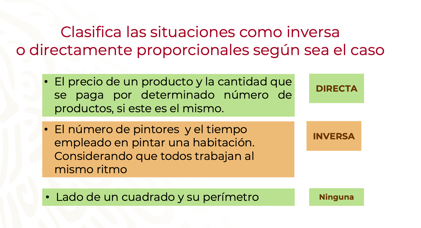 Clasifica las situaciones como inversa
o directamente proporcionales según sea el caso
• El precio de un producto y la cantidad que
se paga por determinado número de
productos, si este es el mismo.
DIRECTA
• El número de pintores y el tiempo
empleado en pintar una habitación.
Considerando que todos trabajan al
mismo ritmo
INVERSA
• Lado de un cuadrado y su perímetro
Ninguna